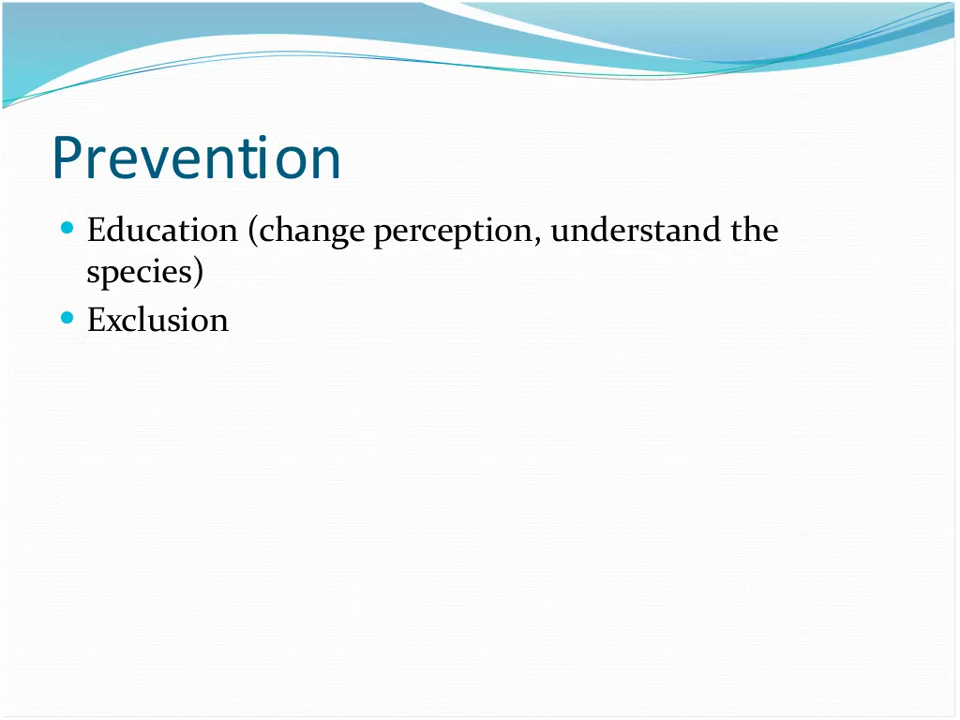 Prevention
• Education (change perception, understand the
species)
• Exclusion